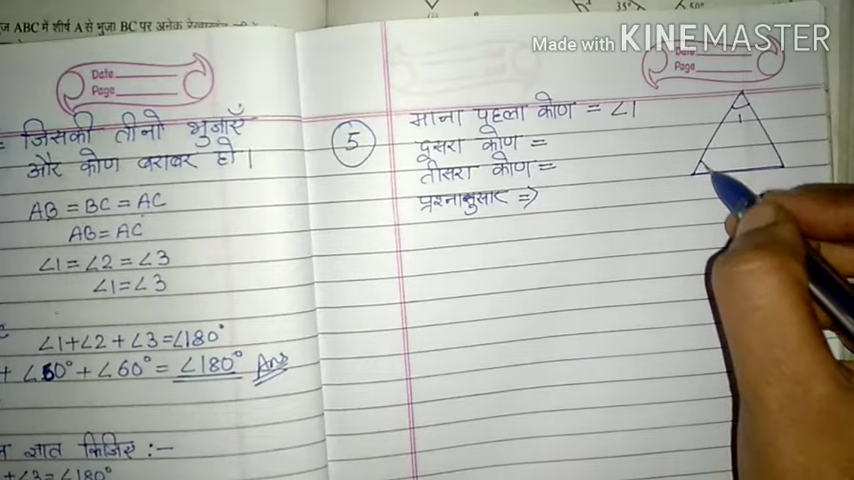 ज ABC में शीर्ष A से भुजा BC पर अनेक
35°
60°
Made with KINEMASTER
Date
Page
Date
Page
= जिसकी तीनो भुजाएँ
और कोण बराबर हो।
AB = BC = AC
AB = AC
∠1 = ∠2 = ∠3
∠1 = ∠3
∠1 + ∠2 + ∠3 = ∠180°
+ ∠60° + ∠60° = ∠180° Ans
ज्ञात किजिए :-
+ ∠3 = ∠180°
5
माना पहला कोण = ∠1
दूसरा कोण =
तीसरा कोण =
प्रश्नानुसार =>
1